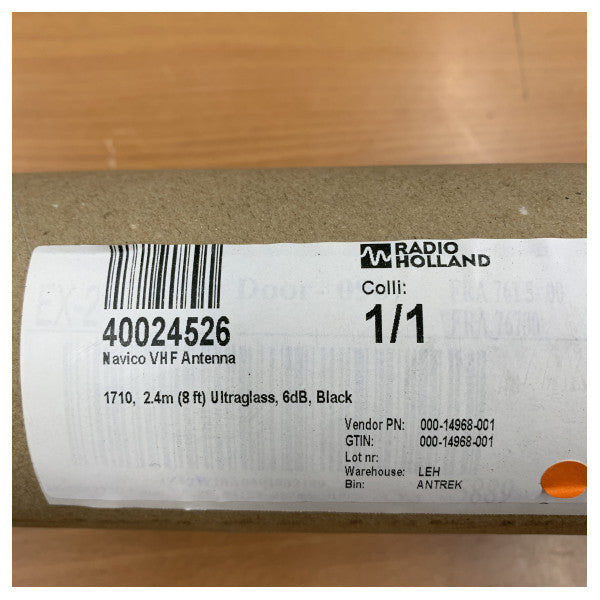 RADIO
HOLLAND
Colli:
1/1
40024526
Navico VHF Antenna
1710, 2.4m (8 ft) Ultraglass, 6dB, Black
Vendor PN: 000-14968-001
GTIN: 000-14968-001
Lot nr:
Warehouse: LEH
Bin: ANTREK